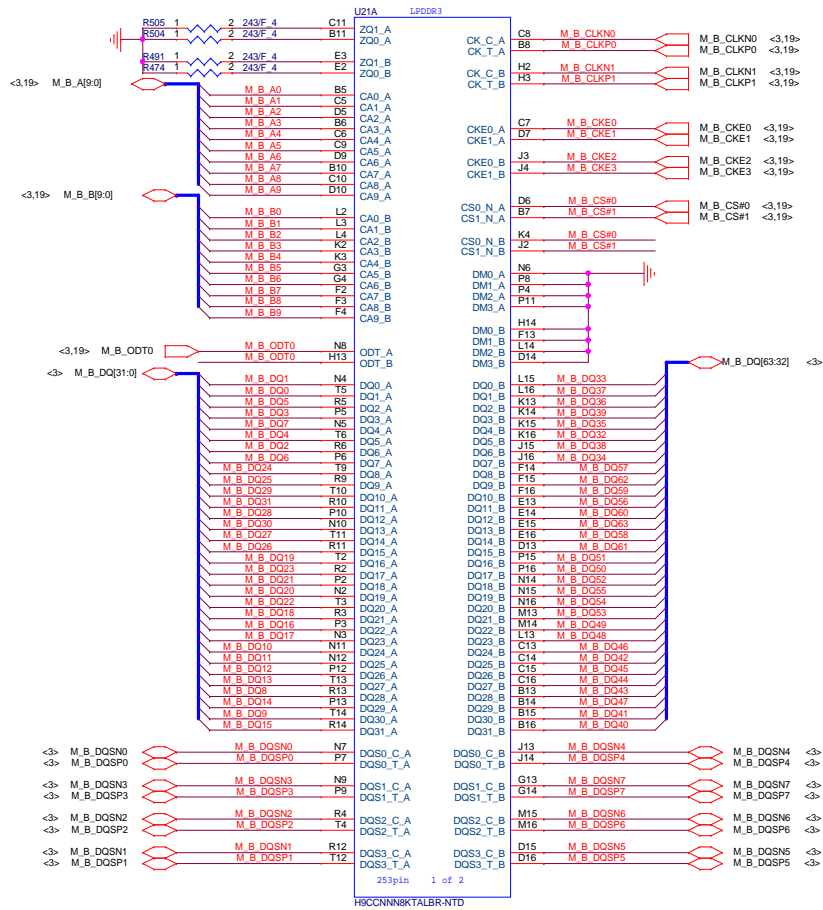 U21A LPDDR3
R505 1 2 243/F_4 C11 ZQ1_A
R504 1 2 243/F_4 B11 ZQ0_A
R491 1 2 243/F_4 E3 ZQ1_B
R474 1 2 243/F_4 E2 ZQ0_B
<3,19> M_B_A[9:0]
M_B_A0 B5 CA0_A
M_B_A1 C5 CA1_A
M_B_A2 D5 CA2_A
M_B_A3 B6 CA3_A
M_B_A4 C6 CA4_A
M_B_A5 C9 CA5_A
M_B_A6 D9 CA6_A
M_B_A7 B10 CA7_A
M_B_A8 C10 CA8_A
M_B_A9 D10 CA9_A
<3,19> M_B_B[9:0]
M_B_B0 L2 CA0_B
M_B_B1 L3 CA1_B
M_B_B2 L4 CA2_B
M_B_B3 K2 CA3_B
M_B_B4 K3 CA4_B
M_B_B5 G3 CA5_B
M_B_B6 G4 CA6_B
M_B_B7 F2 CA7_B
M_B_B8 F3 CA8_B
M_B_B9 F4 CA9_B
<3,19> M_B_ODT0 M_B_ODT0 N8 ODT_A
M_B_ODT0 H13 ODT_B
<3> M_B_DQ[31:0]
M_B_DQ1 N4 DQ0_A
M_B_DQ0 T5 DQ1_A
M_B_DQ5 R5 DQ2_A
M_B_DQ3 P5 DQ3_A
M_B_DQ7 N5 DQ4_A
M_B_DQ4 T6 DQ5_A
M_B_DQ2 R6 DQ6_A
M_B_DQ6 P6 DQ7_A
M_B_DQ24 T9 DQ8_A
M_B_DQ25 R9 DQ9_A
M_B_DQ29 T10 DQ10_A
M_B_DQ31 R10 DQ11_A
M_B_DQ28 P10 DQ12_A
M_B_DQ30 N10 DQ13_A
M_B_DQ27 T11 DQ14_A
M_B_DQ26 R11 DQ15_A
M_B_DQ19 T2 DQ16_A
M_B_DQ23 R2 DQ17_A
M_B_DQ21 P2 DQ18_A
M_B_DQ20 N2 DQ19_A
M_B_DQ22 T3 DQ20_A
M_B_DQ18 R3 DQ21_A
M_B_DQ16 P3 DQ22_A
M_B_DQ17 N3 DQ23_A
M_B_DQ10 N11 DQ24_A
M_B_DQ11 N12 DQ25_A
M_B_DQ12 P12 DQ26_A
M_B_DQ13 T13 DQ27_A
M_B_DQ8 R13 DQ28_A
M_B_DQ14 P13 DQ29_A
M_B_DQ9 T14 DQ30_A
M_B_DQ15 R14 DQ31_A
<3> M_B_DQSN0 M_B_DQSN0 N7 DQS0_C_A
<3> M_B_DQSP0 M_B_DQSP0 P7 DQS0_T_A
<3> M_B_DQSN3 M_B_DQSN3 N9 DQS1_C_A
<3> M_B_DQSP3 M_B_DQSP3 P9 DQS1_T_A
<3> M_B_DQSN2 M_B_DQSN2 R4 DQS2_C_A
<3> M_B_DQSP2 M_B_DQSP2 T4 DQS2_T_A
<3> M_B_DQSN1 M_B_DQSN1 R12 DQS3_C_A
<3> M_B_DQSP1 M_B_DQSP1 T12 DQS3_T_A
CK_C_A C8 M_B_CLKN0 M_B_CLKN0 <3,19>
CK_T_A B8 M_B_CLKP0 M_B_CLKP0 <3,19>
CK_C_B H2 M_B_CLKN1 M_B_CLKN1 <3,19>
CK_T_B H3 M_B_CLKP1 M_B_CLKP1 <3,19>
CKE0_A C7 M_B_CKE0 M_B_CKE0 <3,19>
CKE1_A D7 M_B_CKE1 M_B_CKE1 <3,19>
CKE0_B J3 M_B_CKE2 M_B_CKE2 <3,19>
CKE1_B J4 M_B_CKE3 M_B_CKE3 <3,19>
CS0_N_A D6 M_B_CS#0 M_B_CS#0 <3,19>
CS1_N_A B7 M_B_CS#1 M_B_CS#1 <3,19>
CS0_N_B K4 M_B_CS#0
CS1_N_B J2 M_B_CS#1
DM0_A N6
DM1_A P8
DM2_A P4
DM3_A P11
DM0_B H14
DM1_B F13
DM2_B L14
DM3_B D14
M_B_DQ[63:32] <3>
DQ0_B L15 M_B_DQ33
DQ1_B L16 M_B_DQ37
DQ2_B K13 M_B_DQ36
DQ3_B K14 M_B_DQ39
DQ4_B K15 M_B_DQ35
DQ5_B K16 M_B_DQ32
DQ6_B J15 M_B_DQ38
DQ7_B J16 M_B_DQ34
DQ8_B F14 M_B_DQ57
DQ9_B F15 M_B_DQ62
DQ10_B F16 M_B_DQ59
DQ11_B E13 M_B_DQ56
DQ12_B E14 M_B_DQ60
DQ13_B E15 M_B_DQ63
DQ14_B E16 M_B_DQ58
DQ15_B D13 M_B_DQ61
DQ16_B P15 M_B_DQ51
DQ17_B P16 M_B_DQ50
DQ18_B N14 M_B_DQ52
DQ19_B N15 M_B_DQ55
DQ20_B N16 M_B_DQ54
DQ21_B M13 M_B_DQ53
DQ22_B M14 M_B_DQ49
DQ23_B L13 M_B_DQ48
DQ24_B C13 M_B_DQ46
DQ25_B C14 M_B_DQ42
DQ26_B C15 M_B_DQ45
DQ27_B C16 M_B_DQ44
DQ28_B B13 M_B_DQ43
DQ29_B B14 M_B_DQ47
DQ30_B B15 M_B_DQ41
DQ31_B B16 M_B_DQ40
DQS0_C_B J13 M_B_DQSN4 M_B_DQSN4 <3>
DQS0_T_B J14 M_B_DQSP4 M_B_DQSP4 <3>
DQS1_C_B G13 M_B_DQSN7 M_B_DQSN7 <3>
DQS1_T_B G14 M_B_DQSP7 M_B_DQSP7 <3>
DQS2_C_B M15 M_B_DQSN6 M_B_DQSN6 <3>
DQS2_T_B M16 M_B_DQSP6 M_B_DQSP6 <3>
DQS3_C_B D15 M_B_DQSN5 M_B_DQSN5 <3>
DQS3_T_B D16 M_B_DQSP5 M_B_DQSP5 <3>
253pin 1 of 2
H9CCNNN8KTALBR-NTD